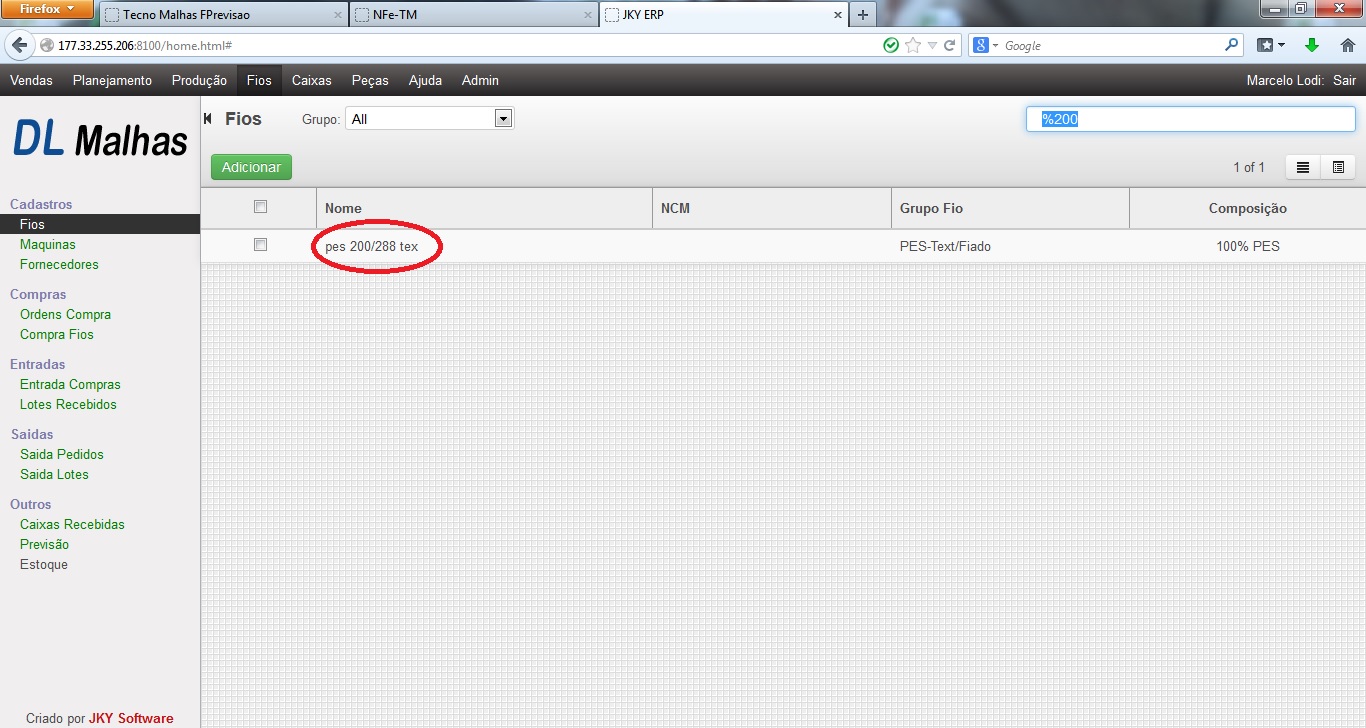 Firefox
Tecno Malhas FPrevisao
NFe-TM
JKY ERP
177.33.255.206:8100/home.html#
Google
Vendas Planejamento Produção Fios Caixas Peças Ajuda Admin
Marcelo Lodi: Sair
DL Malhas
Fios
Grupo: All
%200
Adicionar
1 of 1
Cadastros
Fios
Maquinas
Fornecedores
Compras
Ordens Compra
Compra Fios
Entradas
Entrada Compras
Lotes Recebidos
Saidas
Saida Pedidos
Saida Lotes
Outros
Caixas Recebidas
Previsão
Estoque
Nome NCM Grupo Fio Composição
pes 200/288 tex PES-Text/Fiado 100% PES
Criado por JKY Software